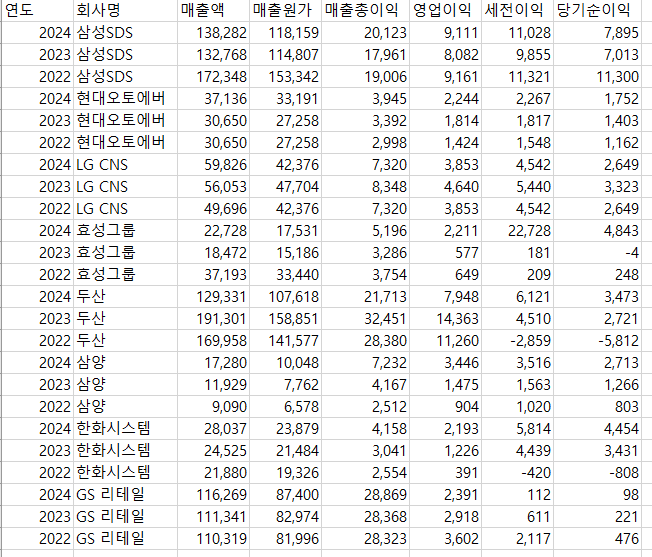 연도 회사명 매출액 매출원가 매출총이익 영업이익 세전이익 당기순이익
2024 삼성SDS 138,282 118,159 20,123 9,111 11,028 7,895
2023 삼성SDS 132,768 114,807 17,961 8,082 9,855 7,013
2022 삼성SDS 172,348 153,342 19,006 9,161 11,321 11,300
2024 현대오토에버 37,136 33,191 3,945 2,244 2,267 1,752
2023 현대오토에버 30,650 27,258 3,392 1,814 1,817 1,403
2022 현대오토에버 30,650 27,258 2,998 1,424 1,548 1,162
2024 LG CNS 59,826 42,376 7,320 3,853 4,542 2,649
2023 LG CNS 56,053 47,704 8,348 4,640 5,440 3,323
2022 LG CNS 49,696 42,376 7,320 3,853 4,542 2,649
2024 효성그룹 22,728 17,531 5,196 2,211 22,728 4,843
2023 효성그룹 18,472 15,186 3,286 577 181 -4
2022 효성그룹 37,193 33,440 3,754 649 209 248
2024 두산 129,331 107,618 21,713 7,948 6,121 3,473
2023 두산 191,301 158,851 32,451 14,363 4,510 2,721
2022 두산 169,958 141,577 28,380 11,260 -2,859 -5,812
2024 삼양 17,280 10,048 7,232 3,446 3,516 2,713
2023 삼양 11,929 7,762 4,167 1,475 1,563 1,266
2022 삼양 9,090 6,578 2,512 904 1,020 803
2024 한화시스템 28,037 23,879 4,158 2,193 5,814 4,454
2023 한화시스템 24,525 21,484 3,041 1,226 4,439 3,431
2022 한화시스템 21,880 19,326 2,554 391 -420 -808
2024 GS 리테일 116,269 87,400 28,869 2,391 112 98
2023 GS 리테일 111,341 82,974 28,368 2,918 611 221
2022 GS 리테일 110,319 81,996 28,323 3,602 2,117 476